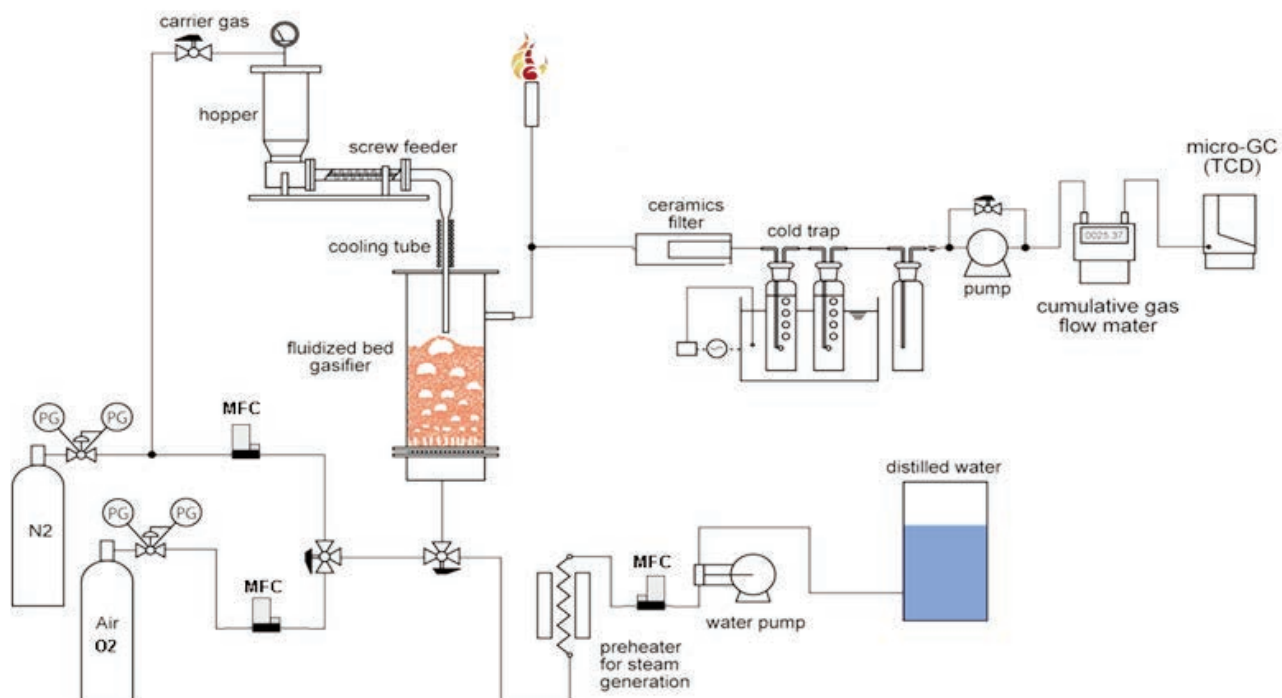 carrier gas
hopper
screw feeder
cooling tube
fluidized bed
gasifier
ceramics
filter
cold trap
pump
0025.37
cumulative gas
flow mater
micro-GC
(TCD)
PG
PG
MFC
N2
PG
PG
MFC
Air
O2
preheater
for steam
generation
MFC
water pump
distilled water